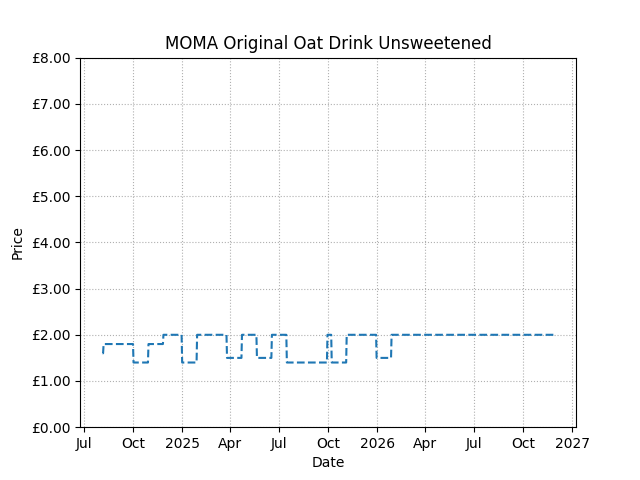 MOMA Original Oat Drink Unsweetened
£8.00
£7.00
£6.00
£5.00
£4.00
£3.00
£2.00
£1.00
£0.00
Price
Jul Oct 2025 Apr Jul Oct 2026 Apr Jul Oct 2027
Date